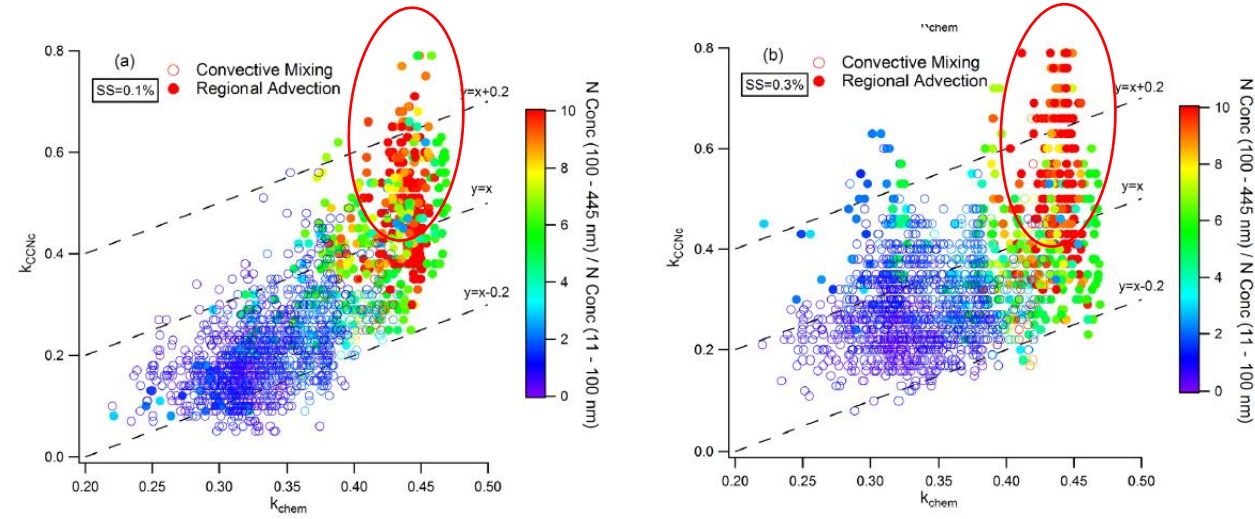 (a)
SS=0.1%
Convective Mixing
Regional Advection
0.8
0.6
0.4
0.2
0.0
kCCNc
0.20 0.25 0.30 0.35 0.40 0.45 0.50
kchem
y=x+0.2
y=x
y=x-0.2
10
8
6
4
2
0
N Conc (100 - 445 nm) / N Conc (11 - 100 nm)
kchem
(b)
SS=0.3%
Convective Mixing
Regional Advection
0.8
0.6
0.4
0.2
0.0
kCCNc
0.20 0.25 0.30 0.35 0.40 0.45 0.50
kchem
y=x+0.2
y=x
y=x-0.2
10
8
6
4
2
0
N Conc (100 - 445 nm) / N Conc (11 - 100 nm)